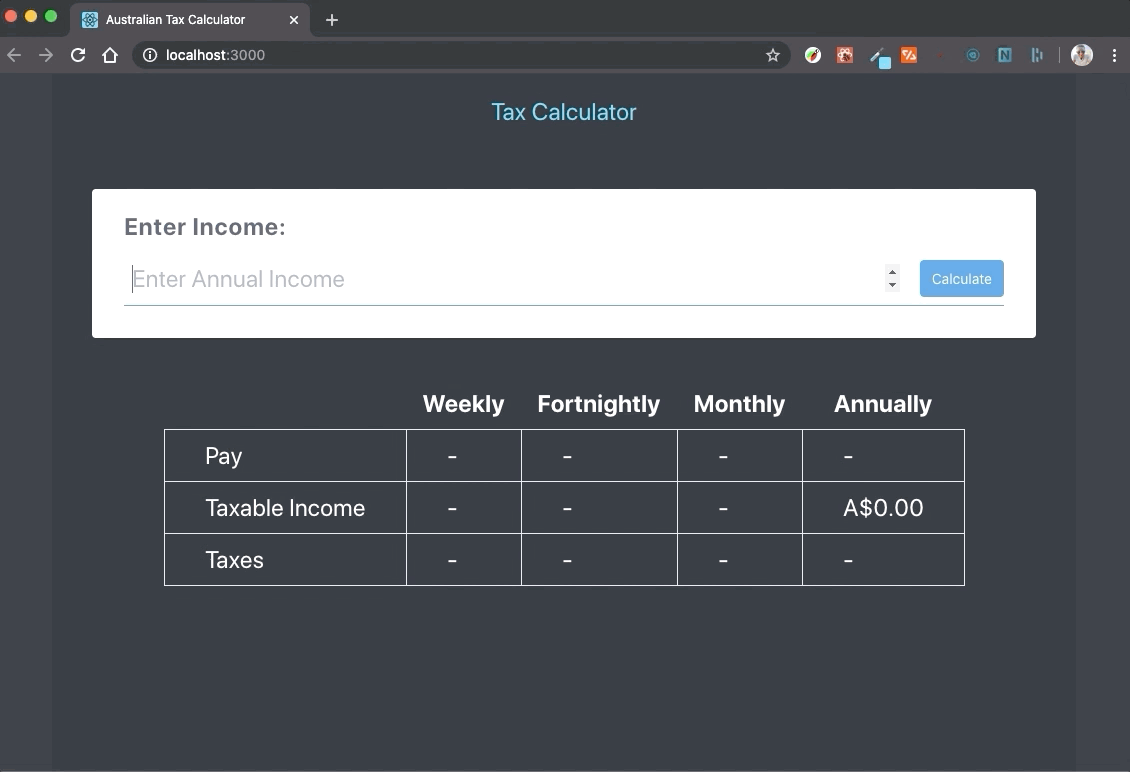 Australian Tax Calculator
localhost:3000
Tax Calculator
Enter Income:
Enter Annual Income
Calculate
Weekly Fortnightly Monthly Annually
Pay - - - -
Taxable Income - - - A$0.00
Taxes - - - -